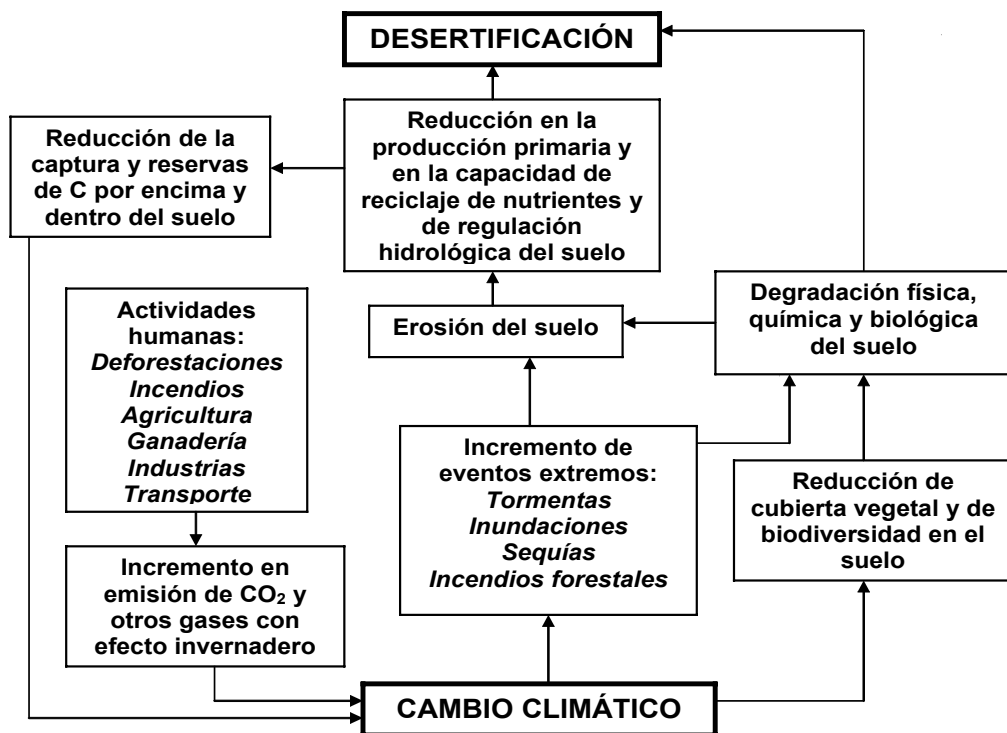 DESERTIFICACIÓN
Reducción de la
captura y reservas
de C por encima y
dentro del suelo
Reducción en la
producción primaria y
en la capacidad de
reciclaje de nutrientes y
de regulación
hidrológica del suelo
Actividades
humanas:
Deforestaciones
Incendios
Agricultura
Ganadería
Industrias
Transporte
Erosión del suelo
Degradación física,
química y biológica
del suelo
Incremento de
eventos extremos:
Tormentas
Inundaciones
Sequías
Incendios forestales
Reducción de
cubierta vegetal y de
biodiversidad en el
suelo
Incremento en
emisión de CO₂ y
otros gases con
efecto invernadero
CAMBIO CLIMÁTICO